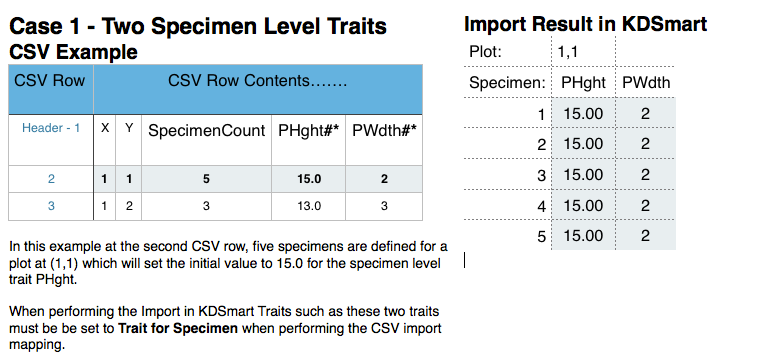 Case 1 - Two Specimen Level Traits
CSV Example
CSV Row CSV Row Contents.......
Header - 1 X Y SpecimenCount PHght#* PWdth#*
2 1 1 5 15.0 2
3 1 2 3 13.0 3
In this example at the second CSV row, five specimens are defined for a
plot at (1,1) which will set the initial value to 15.0 for the specimen level
trait PHght.
When performing the Import in KDSmart Traits such as these two traits
must be be set to Trait for Specimen when performing the CSV import
mapping.
Import Result in KDSmart
Plot: 1,1
Specimen: PHght PWdth
1 15.00 2
2 15.00 2
3 15.00 2
4 15.00 2
5 15.00 2